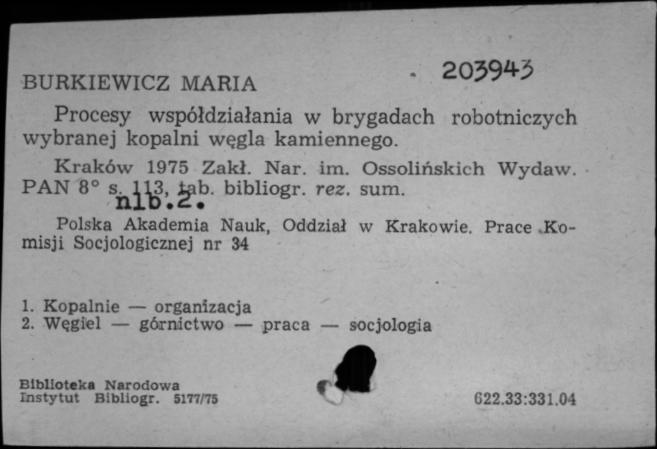 203943
BURKIEWICZ MARIA
Procesy współdziałania w brygadach robotniczych
wybranej kopalni węgla kamiennego.
Kraków 1975 Zakł. Nar. im. Ossolińskich Wydaw.
PAN 8° s. 113, tab. bibliogr. rez. sum.
nlb.2.
Polska Akademia Nauk, Oddział w Krakowie. Prace Ko-
misji Socjologicznej nr 34
1. Kopalnie — organizacja
2. Węgiel — górnictwo — praca — socjologia
Biblioteka Narodowa
Instytut Bibliogr. 5177/75
622.33:331.04